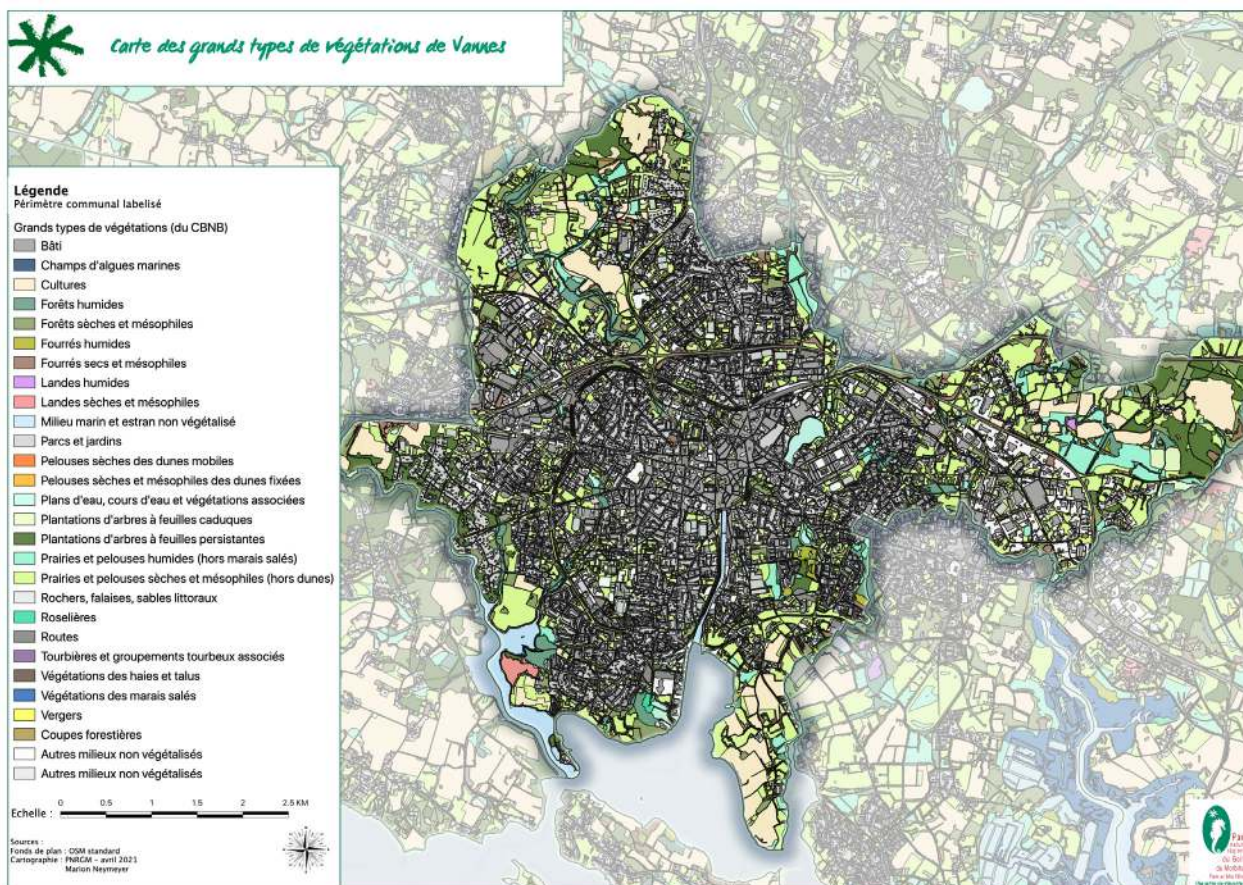 Carte des grands types de végétations de Vannes
Légende
Périmètre communal labelisé
Grands types de végétations (du CBNB)
Bâti
Champs d'algues marines
Cultures
Forêts humides
Forêts sèches et mésophiles
Fourrés humides
Fourrés secs et mésophiles
Landes humides
Landes sèches et mésophiles
Milieu marin et estran non végétalisé
Parcs et jardins
Pelouses sèches des dunes mobiles
Pelouses sèches et mésophiles des dunes fixées
Plans d'eau, cours d'eau et végétations associées
Plantations d'arbres à feuilles caduques
Plantations d'arbres à feuilles persistantes
Prairies et pelouses humides (hors marais salés)
Prairies et pelouses sèches et mésophiles (hors dunes)
Rochers, falaises, sables littoraux
Roselières
Routes
Tourbières et groupements tourbeux associés
Végétations des haies et talus
Végétations des marais salés
Vergers
Coupes forestières
Autres milieux non végétalisés
Autres milieux non végétalisés
Echelle :
0 0.5 1 1.5 2 2.5 KM
Sources :
Fonds de plan : OSM standard
Cartographie : PNRGM - avril 2021
Marion Neymeyer